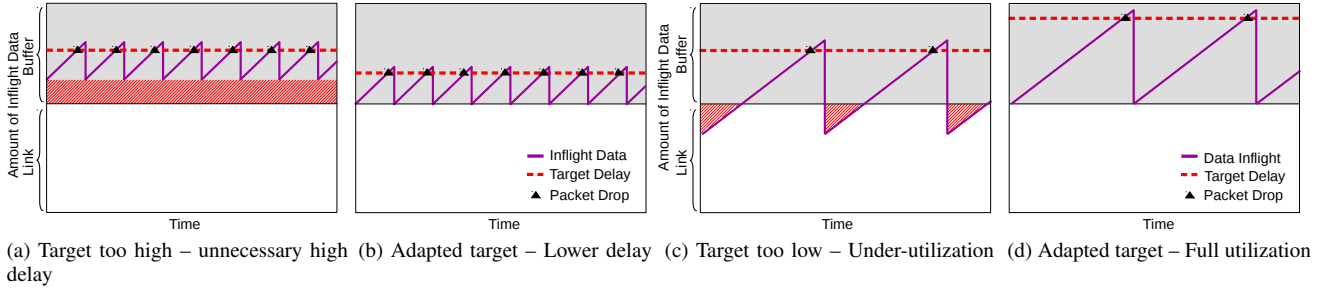 Amount of Inflight Data
Buffer
Link
Time
(a) Target too high – unnecessary high
delay
Inflight Data
Target Delay
Packet Drop
Time
(b) Adapted target – Lower delay
Amount of Inflight Data
Buffer
Link
Time
(c) Target too low – Under-utilization
Data Inflight
Target Delay
Packet Drop
Time
(d) Adapted target – Full utilization